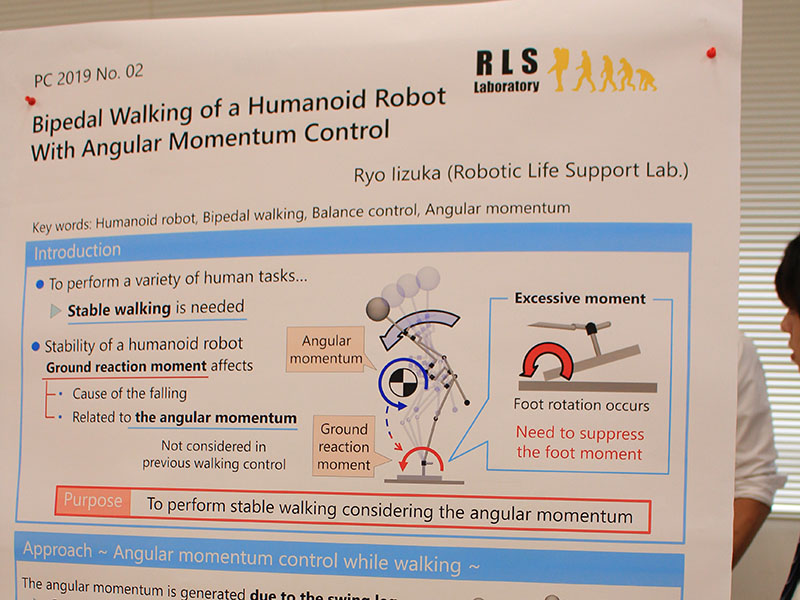 PC 2019 No. 02
RLS
Laboratory
Bipedal Walking of a Humanoid Robot
With Angular Momentum Control
Ryo Iizuka (Robotic Life Support Lab.)
Key words: Humanoid robot, Bipedal walking, Balance control, Angular momentum
Introduction
● To perform a variety of human tasks...
Stable walking is needed
● Stability of a humanoid robot
Ground reaction moment affects
・ Cause of the falling
・ Related to the angular momentum
Not considered in
previous walking control
Angular
momentum
Ground
reaction
moment
Excessive moment
Foot rotation occurs
Need to suppress
the foot moment
Purpose To perform stable walking considering the angular momentum
Approach ~ Angular momentum control while walking ~
The angular momentum is generated due to the swing leg